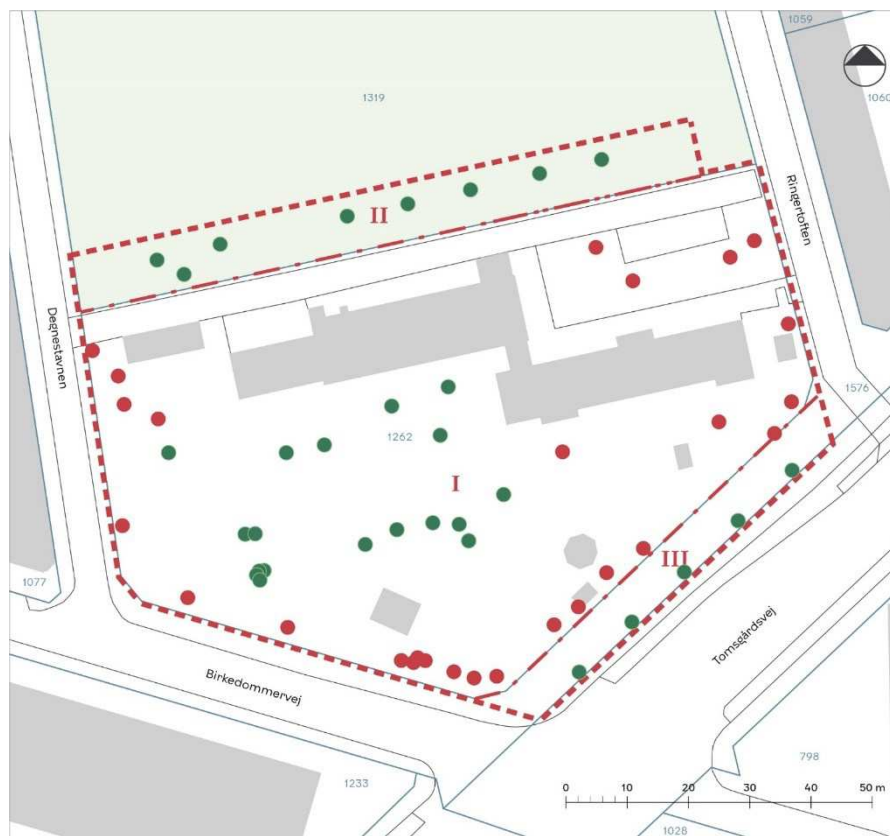 1059
1319
1060
Ringertoften
II
Degnestavnen
1576
1262
I
III
1077
Tomsgårdsvej
Birkedommervej
798
1233
0 10 20 30 40 50 m
1028